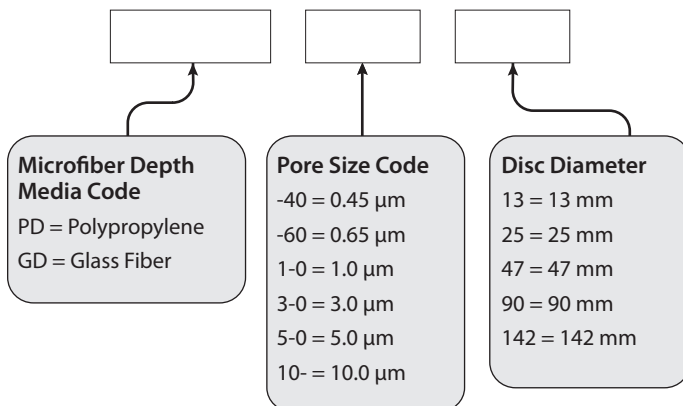 Microfiber Depth
Media Code
PD = Polypropylene
GD = Glass Fiber
Pore Size Code
-40 = 0.45 µm
-60 = 0.65 µm
1-0 = 1.0 µm
3-0 = 3.0 µm
5-0 = 5.0 µm
10- = 10.0 µm
Disc Diameter
13 = 13 mm
25 = 25 mm
47 = 47 mm
90 = 90 mm
142 = 142 mm